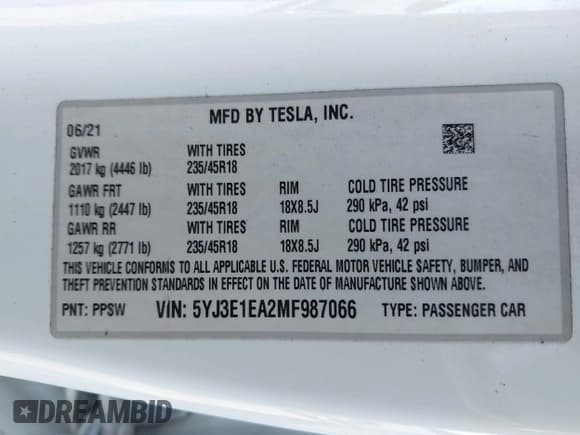 MFD BY TESLA, INC.
06/21
GVWR WITH TIRES
2017 kg (4446 lb) 235/45R18
GAWR FRT WITH TIRES RIM COLD TIRE PRESSURE
1110 kg (2447 lb) 235/45R18 18X8.5J 290 kPa, 42 psi
GAWR RR WITH TIRES RIM COLD TIRE PRESSURE
1257 kg (2771 lb) 235/45R18 18X8.5J 290 kPa, 42 psi
THIS VEHICLE CONFORMS TO ALL APPLICABLE U.S. FEDERAL MOTOR VEHICLE SAFETY, BUMPER, AND
THEFT PREVENTION STANDARDS IN EFFECT ON THE DATE OF MANUFACTURE SHOWN ABOVE.
PNT: PPSW VIN: 5YJ3E1EA2MF987066 TYPE: PASSENGER CAR
DREAMBID